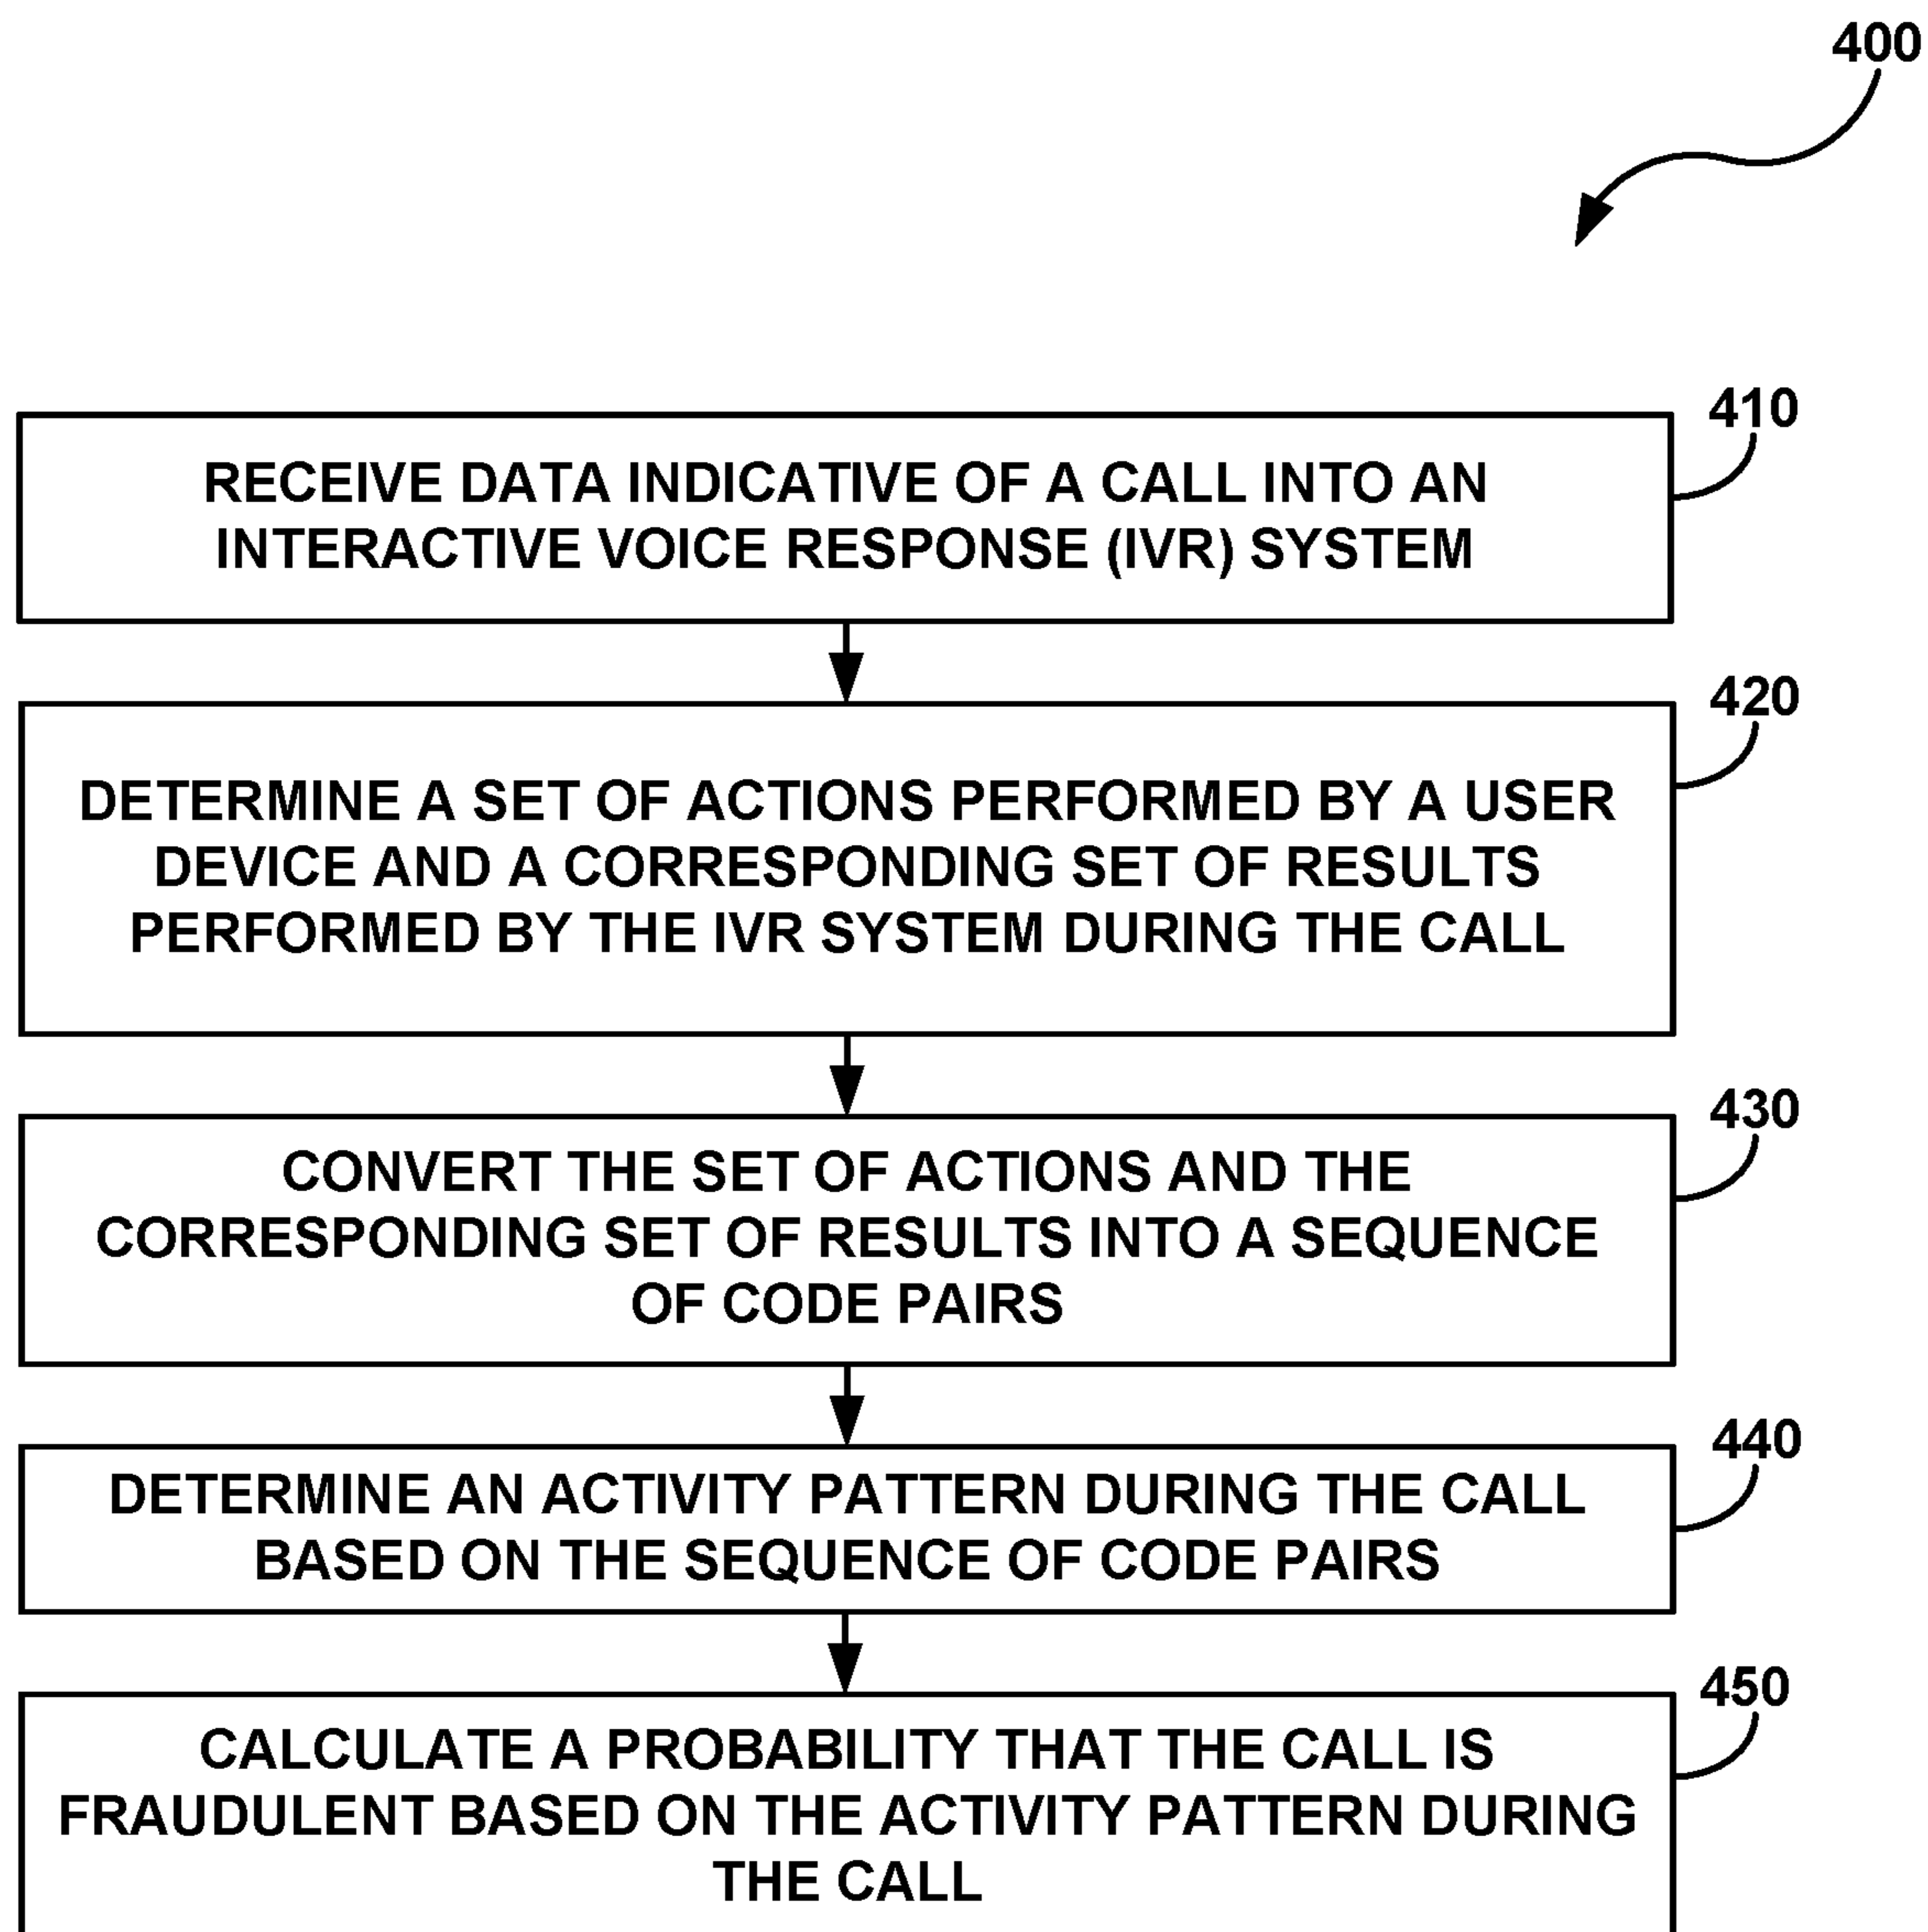 400
410
RECEIVE DATA INDICATIVE OF A CALL INTO AN
INTERACTIVE VOICE RESPONSE (IVR) SYSTEM
420
DETERMINE A SET OF ACTIONS PERFORMED BY A USER
DEVICE AND A CORRESPONDING SET OF RESULTS
PERFORMED BY THE IVR SYSTEM DURING THE CALL
430
CONVERT THE SET OF ACTIONS AND THE
CORRESPONDING SET OF RESULTS INTO A SEQUENCE
OF CODE PAIRS
440
DETERMINE AN ACTIVITY PATTERN DURING THE CALL
BASED ON THE SEQUENCE OF CODE PAIRS
450
CALCULATE A PROBABILITY THAT THE CALL IS
FRAUDULENT BASED ON THE ACTIVITY PATTERN DURING
THE CALL